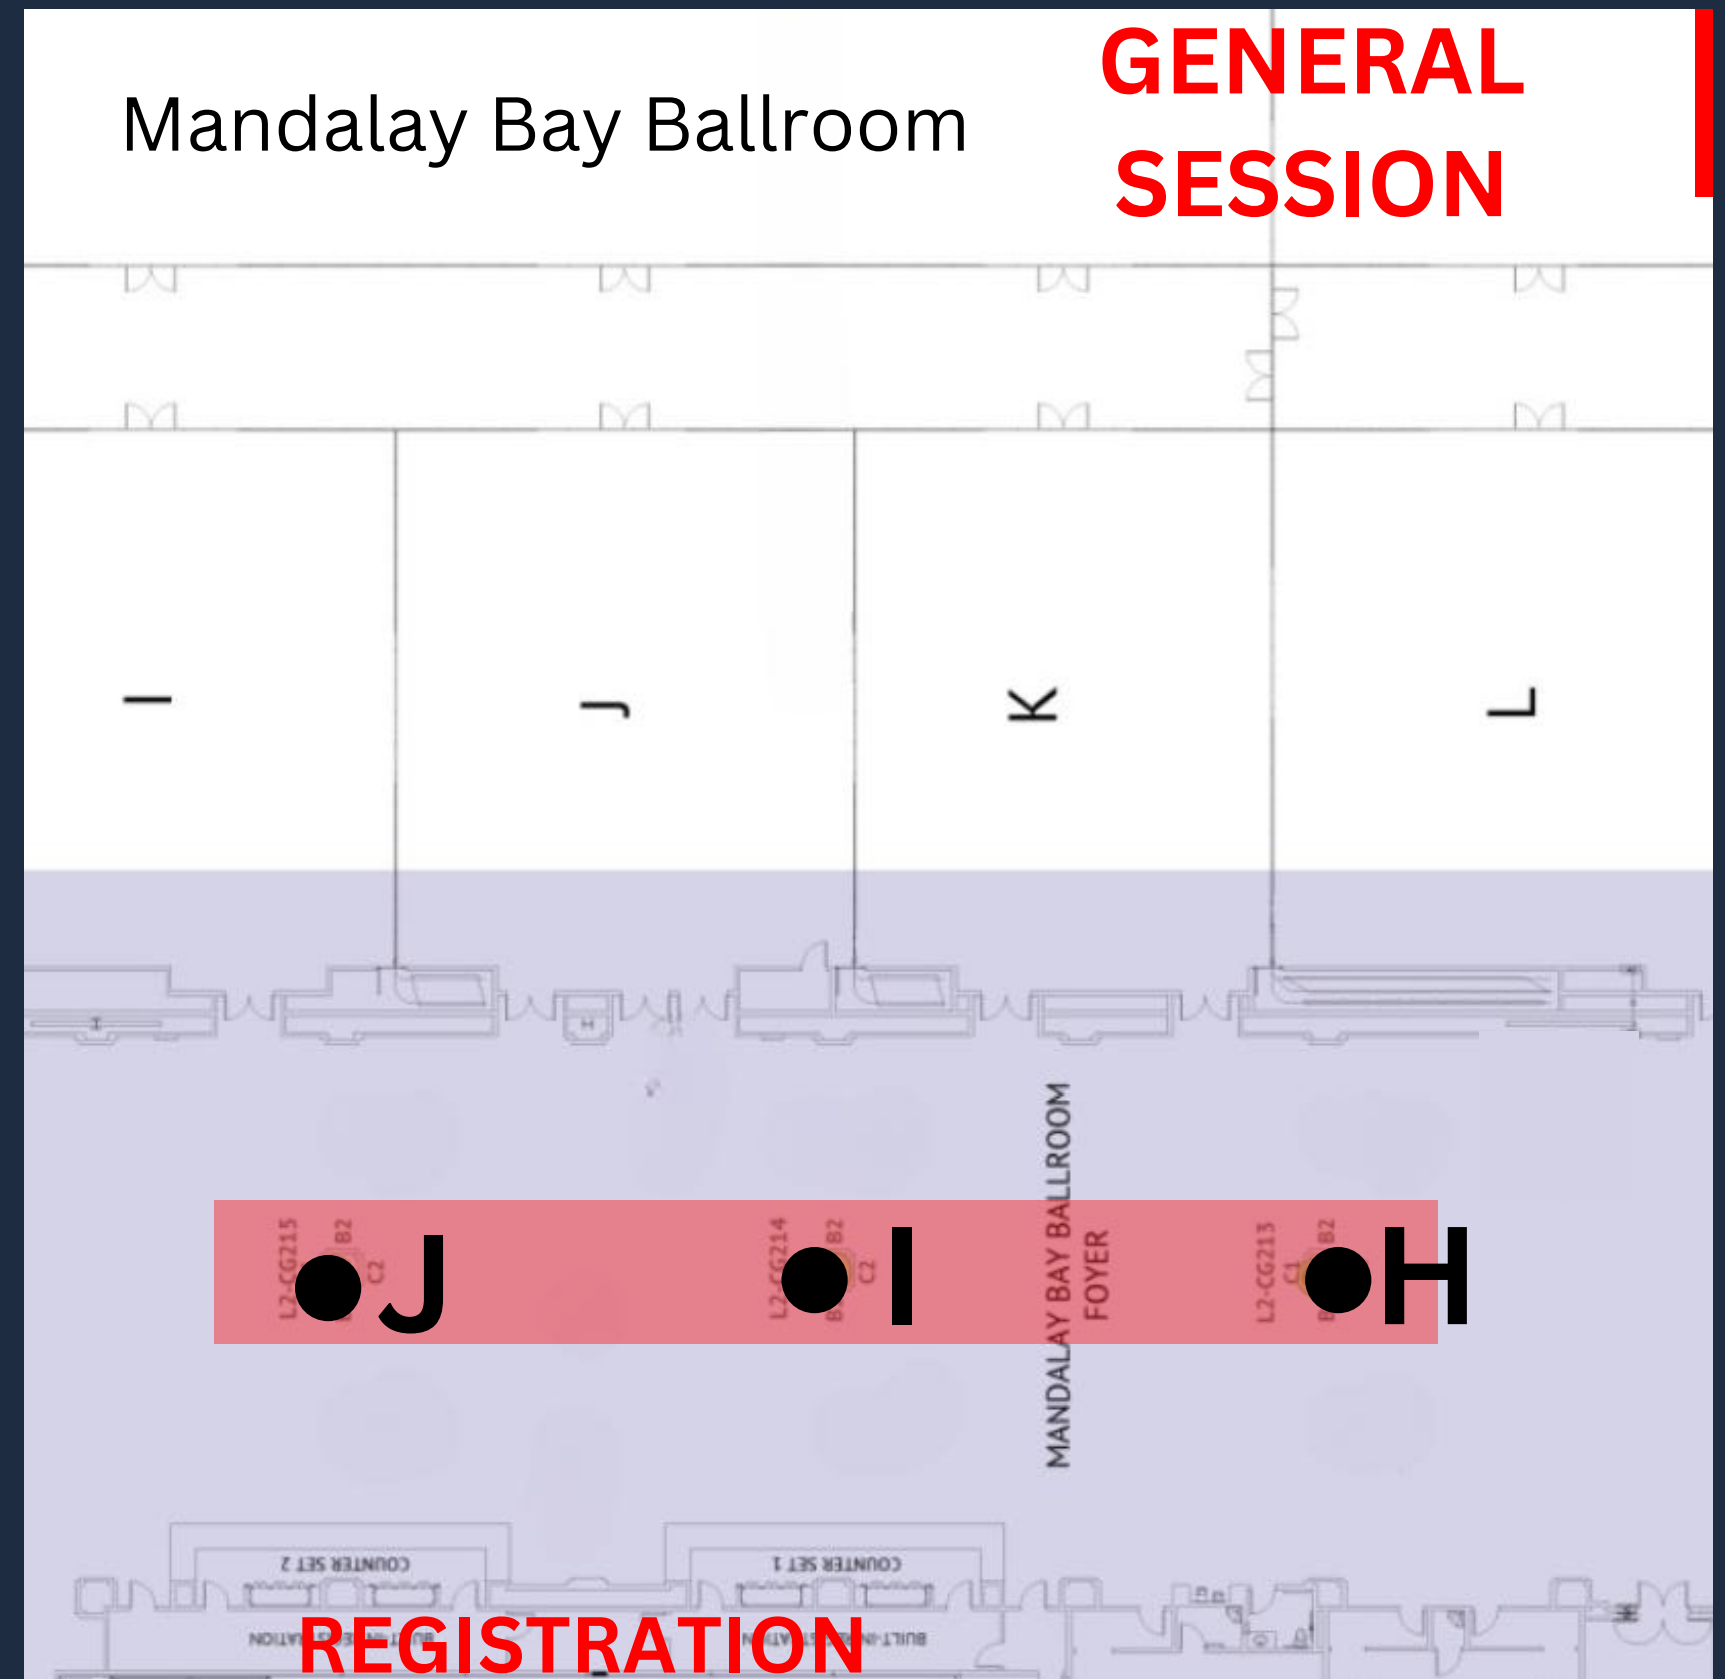 GENERAL
SESSION
Mandalay Bay Ballroom
I
J
K
L
I
H
MANDALAY BAY BALLROOM
FOYER
L2-CG215
B2
C2
J
L2-CG214
B2
C2
I
L2-CG213
C1
B2
H
COUNTER SET 2
COUNTER SET 1
REGISTRATION